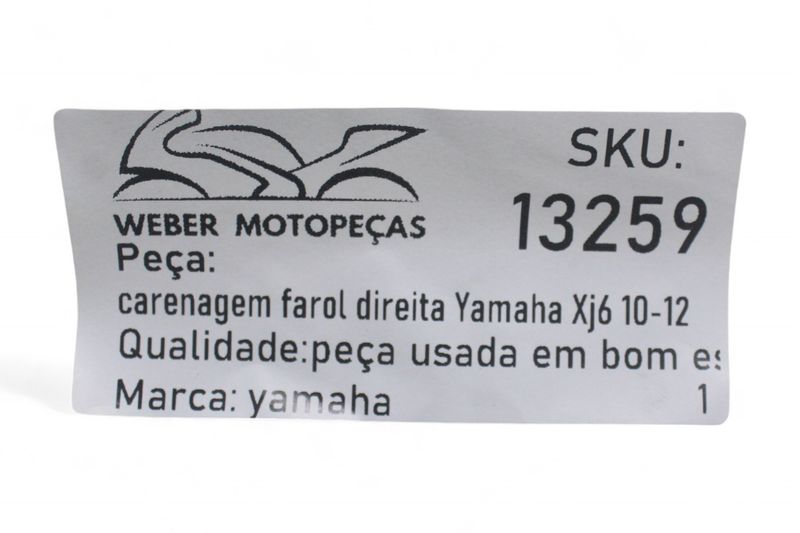 SKU:
13259
WEBER MOTOPEÇAS
Peça:
carenagem farol direita Yamaha Xj6 10-12
Qualidade:peça usada em bom es
Marca: yamaha 1